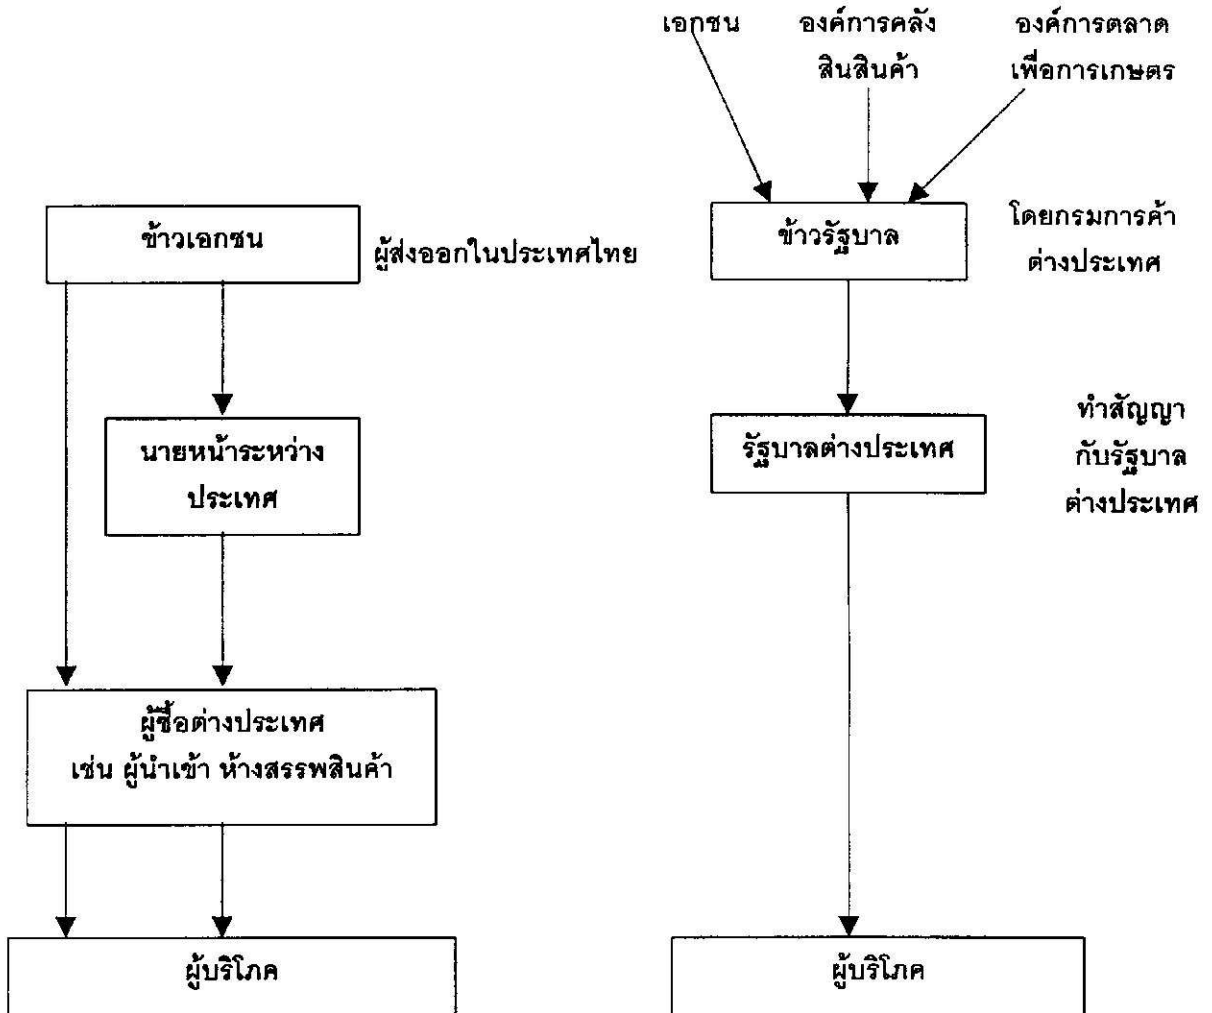 เอกชน
องค์การคลัง
สินสินค้า
องค์การตลาด
เพื่อการเกษตร
ข้าวเอกชน
ผู้ส่งออกในประเทศไทย
ข้าวรัฐบาล
โดยกรมการค้า
ต่างประเทศ
นายหน้าระหว่าง
ประเทศ
รัฐบาลต่างประเทศ
ทำสัญญา
กับรัฐบาล
ต่างประเทศ
ผู้ซื้อต่างประเทศ
เช่น ผู้นำเข้า ห้างสรรพสินค้า
ผู้บริโภค
ผู้บริโภค